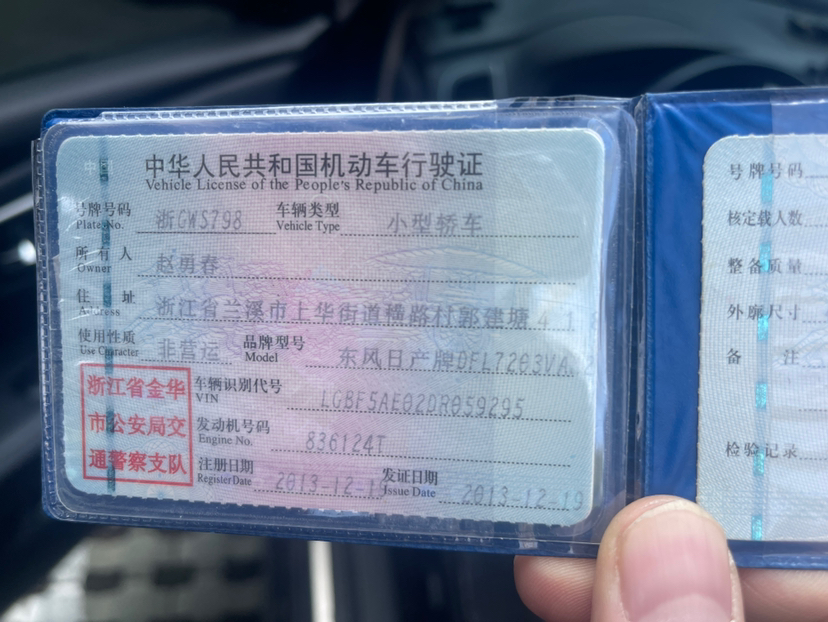 中华人民共和国机动车行驶证
Vehicle License of the People's Republic of China
号牌号码 浙GWS798 车辆类型 小型轿车
Plate No. Vehicle Type
所有人 赵勇春
Owner
住址 浙江省兰溪市上华街道横路村郭建塘41
Address
使用性质 非营运 品牌型号 东风日产牌DFL7203VA
Use Character Model
浙江省金华
市公安局交
通警察支队
车辆识别代号 LGBF5AE02DR059295
VIN
发动机号码 836124T
Engine No.
注册日期 2013-12-19 发证日期 2013-12-19
Register Date Issue Date
号牌号码
核定载人数
整备质量
外廓尺寸
备注
检验记录